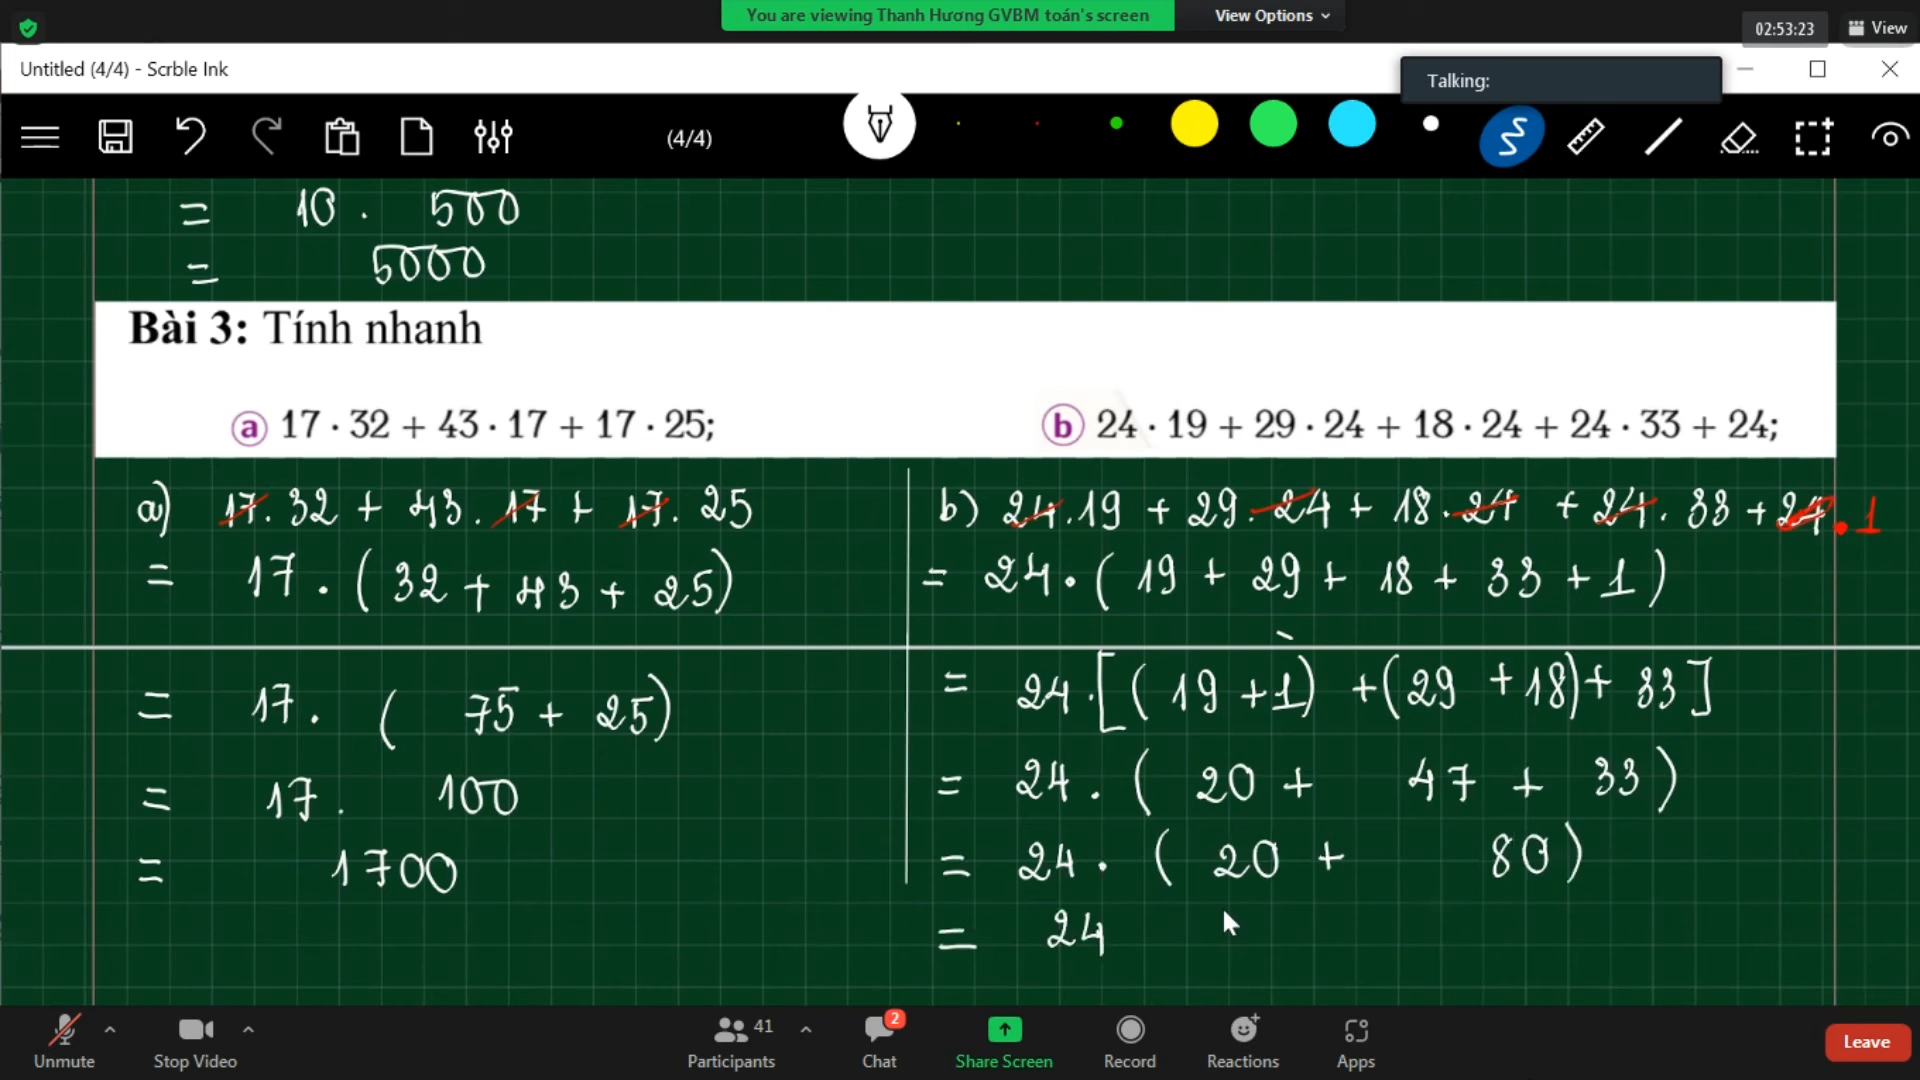 You are viewing Thanh Hương GVBM toán's screen
View Options
02:53:23
View
Untitled (4/4) - Scrble Ink
Talking:
(4/4)
= 10 . 500
= 5000
Bài 3: Tính nhanh
a 17 · 32 + 43 · 17 + 17 · 25;
b 24 · 19 + 29 · 24 + 18 · 24 + 24 · 33 + 24;
a) 17. 32 + 43. 17 + 17. 25
= 17 . ( 32 + 43 + 25)
= 17. ( 75 + 25)
= 17. 100
= 1700
b) 24.19 + 29. 24 + 18. 24 + 24. 33 + 24 . 1
= 24. ( 19 + 29 + 18 + 33 + 1 )
= 24.[( 19 +1) +(29 +18)+ 33 ]
= 24 . ( 20 + 47 + 33 )
= 24 . ( 20 + 80 )
= 24
Unmute
Stop Video
41
Participants
2
Chat
Share Screen
Record
Reactions
Apps
Leave